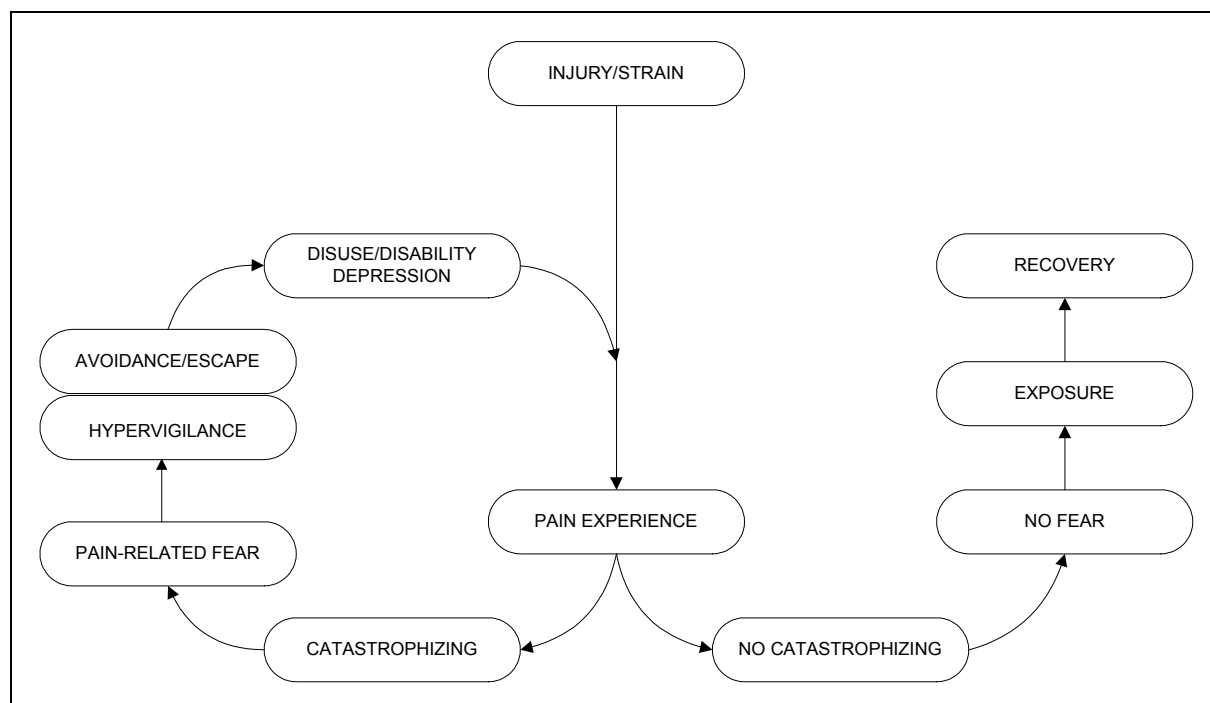 INJURY/STRAIN
DISUSE/DISABILITY
DEPRESSION
RECOVERY
AVOIDANCE/ESCAPE
EXPOSURE
HYPERVIGILANCE
PAIN EXPERIENCE
NO FEAR
PAIN-RELATED FEAR
CATASTROPHIZING
NO CATASTROPHIZING